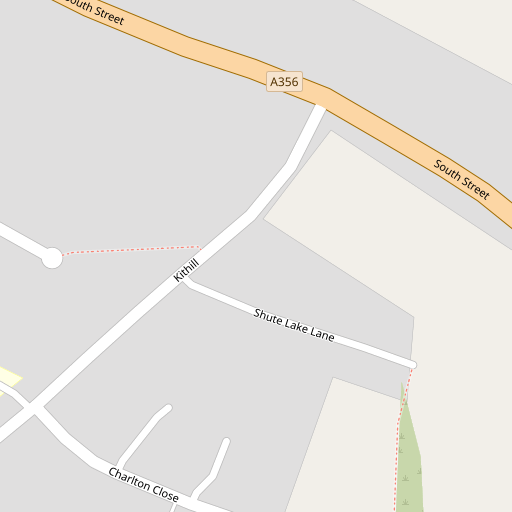 South Street
A356
South Street
Kithill
Shute Lake Lane
Charlton Close